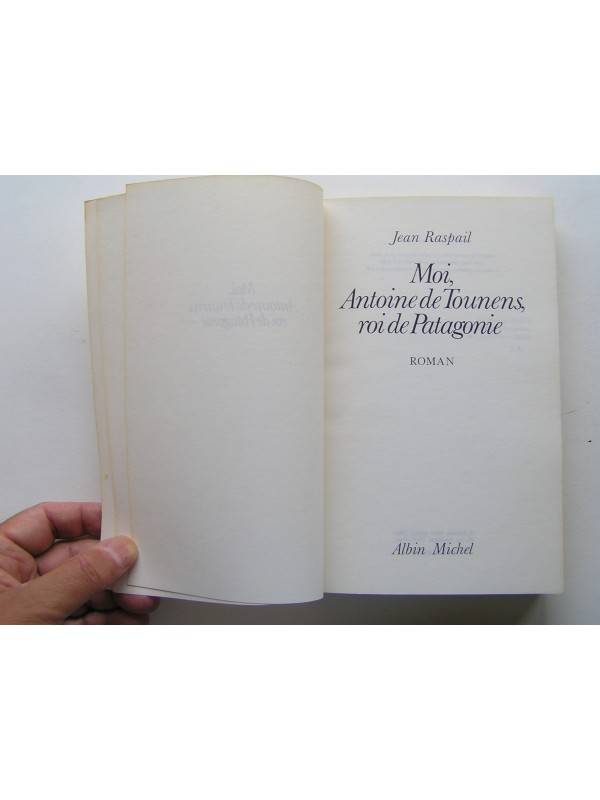 Jean Raspail
Moi,
Antoine de Tounens,
roi de Patagonie
ROMAN
Albin Michel